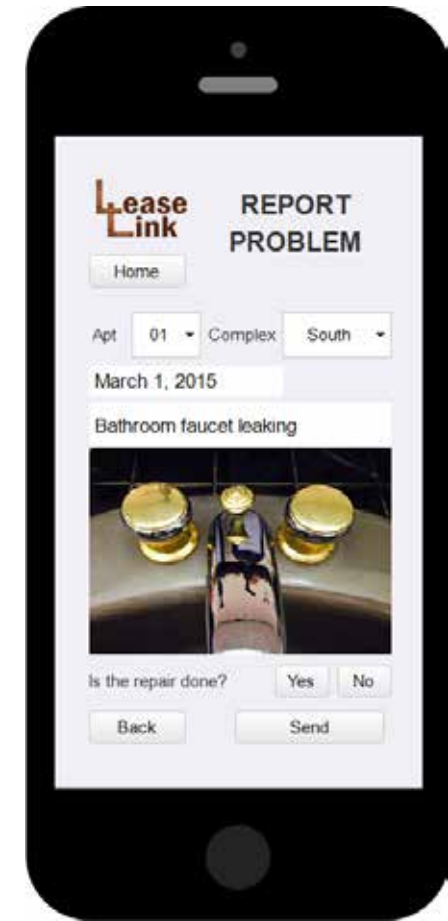 Lease
Link
REPORT
PROBLEM
Home
Apt 01 Complex South
March 1, 2015
Bathroom faucet leaking
Is the repair done? Yes No
Back Send